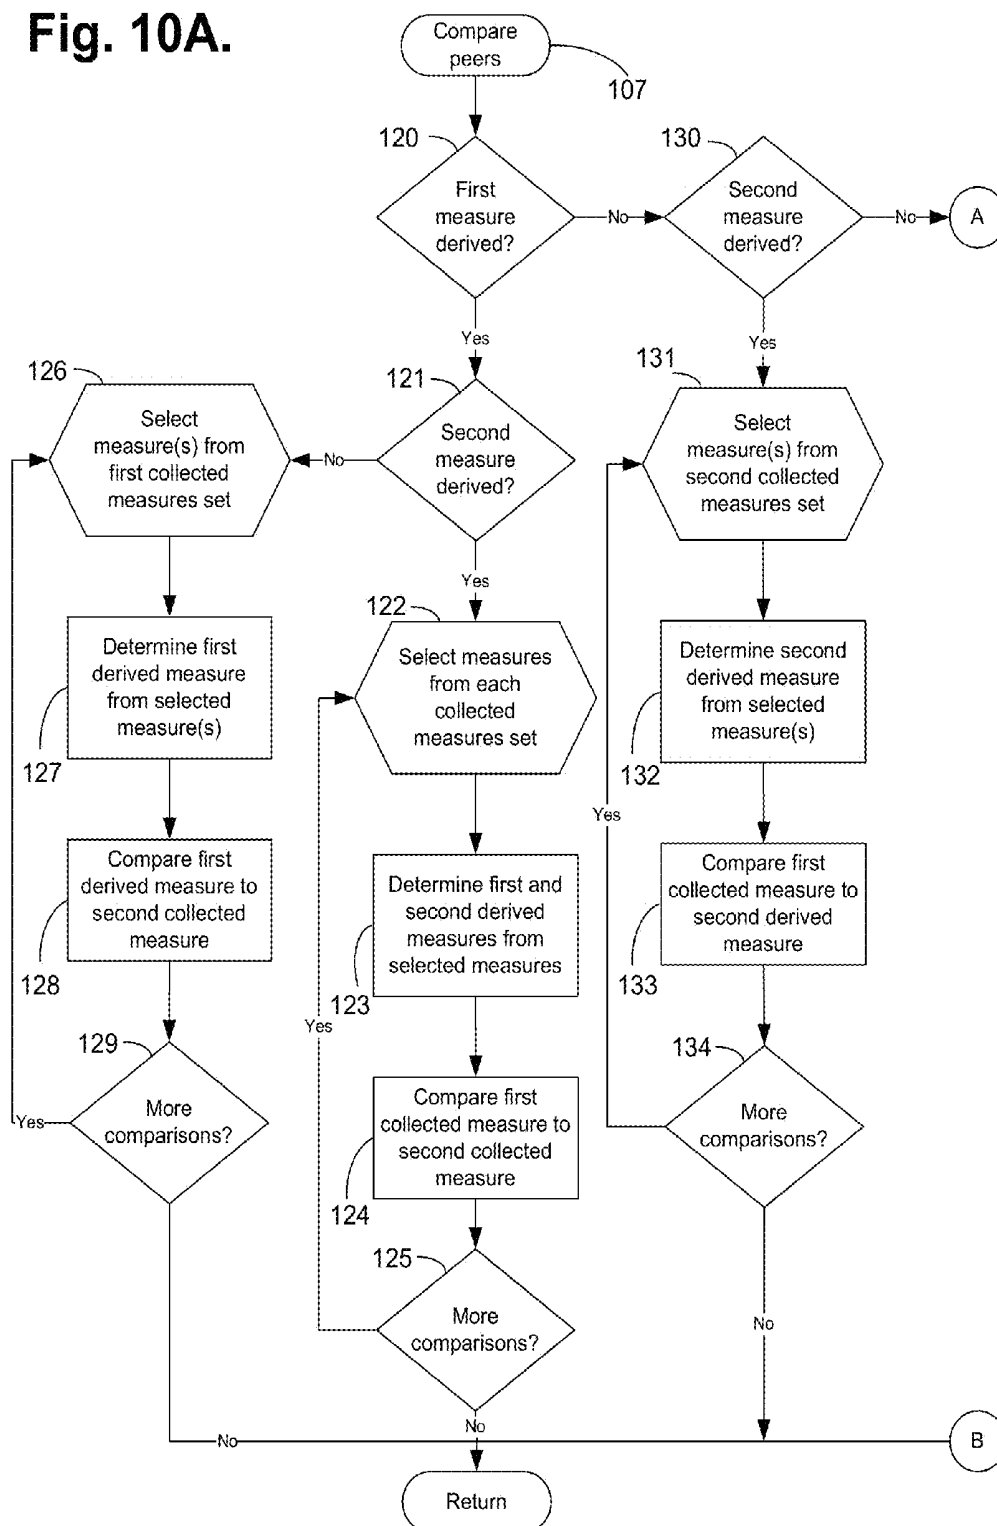 Fig. 10A.
Compare
peers
107
120
First
measure
derived?
No
130
Second
measure
derived?
No
A
Yes
Yes
126
Select
measure(s) from
first collected
measures set
No
121
Second
measure
derived?
131
Select
measure(s) from
second collected
measures set
Yes
122
Select measures
from each
collected
measures set
Determine first
derived measure
from selected
measure(s)
127
Determine second
derived measure
from selected
measure(s)
132
Yes
Compare first
derived measure to
second collected
measure
128
Determine first and
second derived
measures from
selected measures
123
Compare first
collected measure to
second derived
measure
133
Yes
129
More
comparisons?
Yes
Compare first
collected measure to
second collected
measure
124
134
More
comparisons?
125
More
comparisons?
No
No
No
B
Return